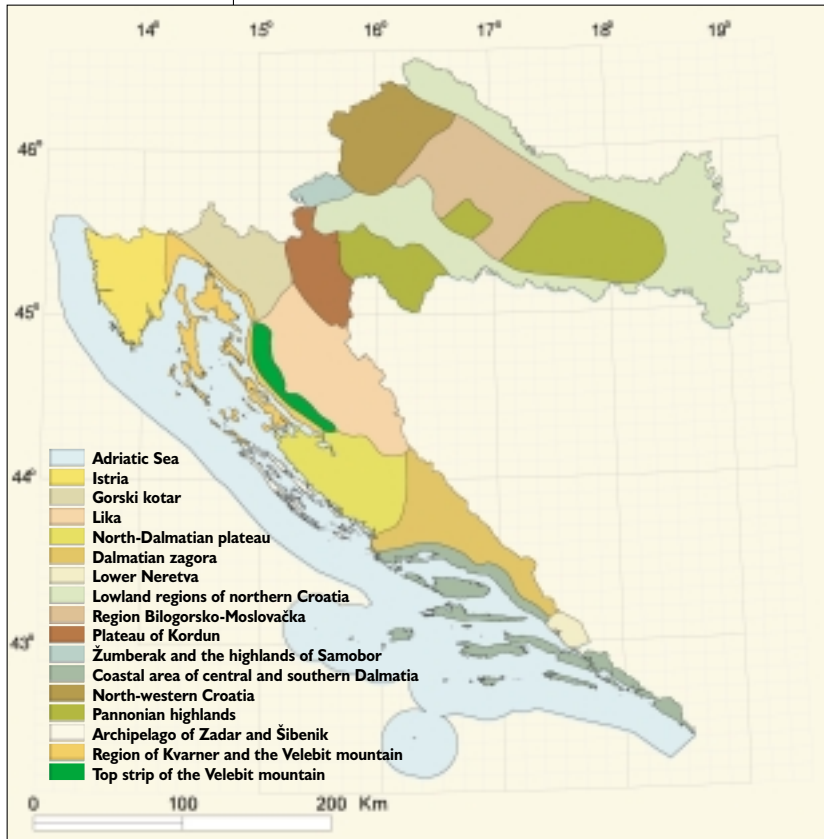 14° 15° 16° 17° 18° 19°
46°
45°
44°
43°
Adriatic Sea
Istria
Gorski kotar
Lika
North-Dalmatian plateau
Dalmatian zagora
Lower Neretva
Lowland regions of northern Croatia
Region Bilogorsko-Moslovačka
Plateau of Kordun
Žumberak and the highlands of Samobor
Coastal area of central and southern Dalmatia
North-western Croatia
Pannonian highlands
Archipelago of Zadar and Šibenik
Region of Kvarner and the Velebit mountain
Top strip of the Velebit mountain
0 100 200 Km